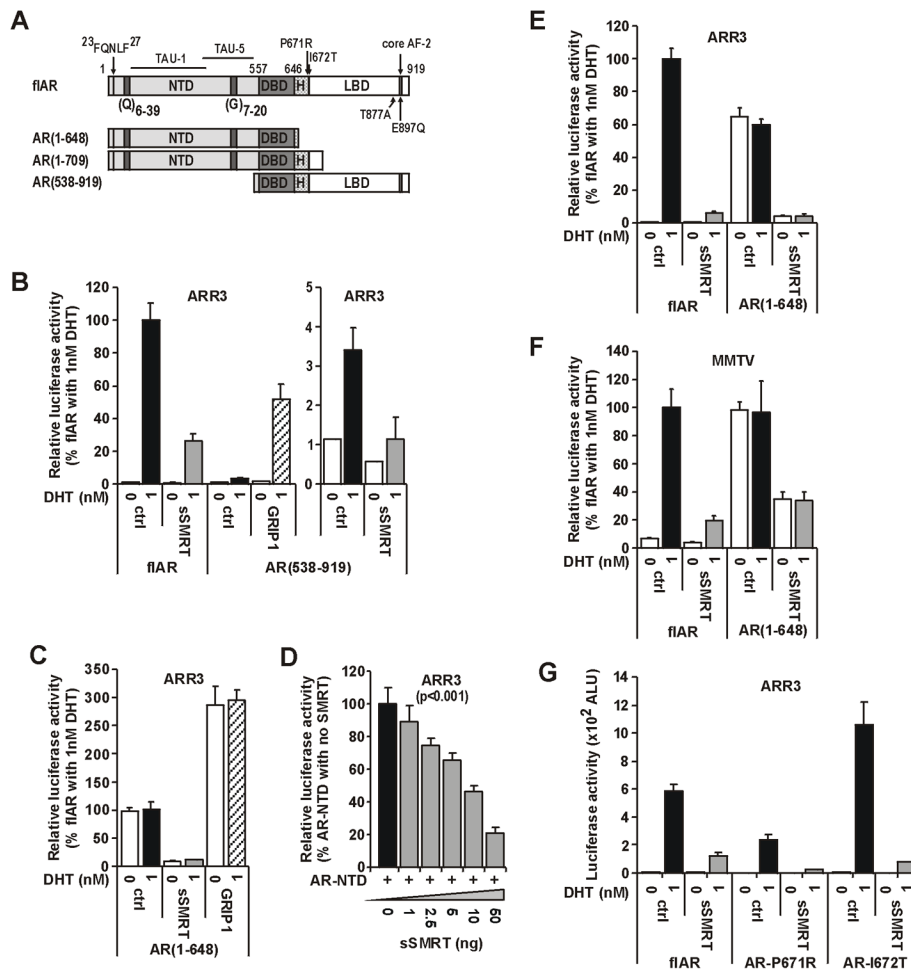 A
23FQNLF27
TAU-1
TAU-5
P671R
I672T
core AF-2
1
557
646
919
flAR
NTD
DBD
H
LBD
(Q)6-39
(G)7-20
T877A
E897Q
AR(1-648)
NTD
DBD
AR(1-709)
NTD
DBD
H
AR(538-919)
DBD
H
LBD
B
Relative luciferase activity
(% flAR with 1nM DHT)
120
100
80
60
40
20
0
ARR3
DHT (nM)
0 1 0 1 0 1 0 1
ctrl sSMRT ctrl GRIP1
flAR AR(538-919)
5
4
3
2
1
0
ARR3
0 1 0 1
ctrl sSMRT
C
Relative luciferase activity
(% flAR with 1nM DHT)
350
300
250
200
150
100
50
0
ARR3
DHT (nM)
0 1 0 1 0 1
ctrl sSMRT GRIP1
AR(1-648)
D
Relative luciferase activity
(% AR-NTD with no SMRT)
120
100
80
60
40
20
0
ARR3
(p<0.001)
AR-NTD + + + + + +
0 1 2.5 5 10 50
sSMRT (ng)
E
Relative luciferase activity
(% flAR with 1nM DHT)
120
100
80
60
40
20
0
ARR3
DHT (nM)
0 1 0 1 0 1 0 1
ctrl sSMRT ctrl sSMRT
flAR AR(1-648)
F
Relative luciferase activity
(% flAR with 1nM DHT)
140
120
100
80
60
40
20
0
MMTV
DHT (nM)
0 1 0 1 0 1 0 1
ctrl sSMRT ctrl sSMRT
flAR AR(1-648)
G
Luciferase activity (x102 ALU)
14
12
10
8
6
4
2
0
ARR3
DHT (nM)
0 1 0 1 0 1 0 1 0 1 0 1
ctrl sSMRT ctrl sSMRT ctrl sSMRT
flAR AR-P671R AR-I672T